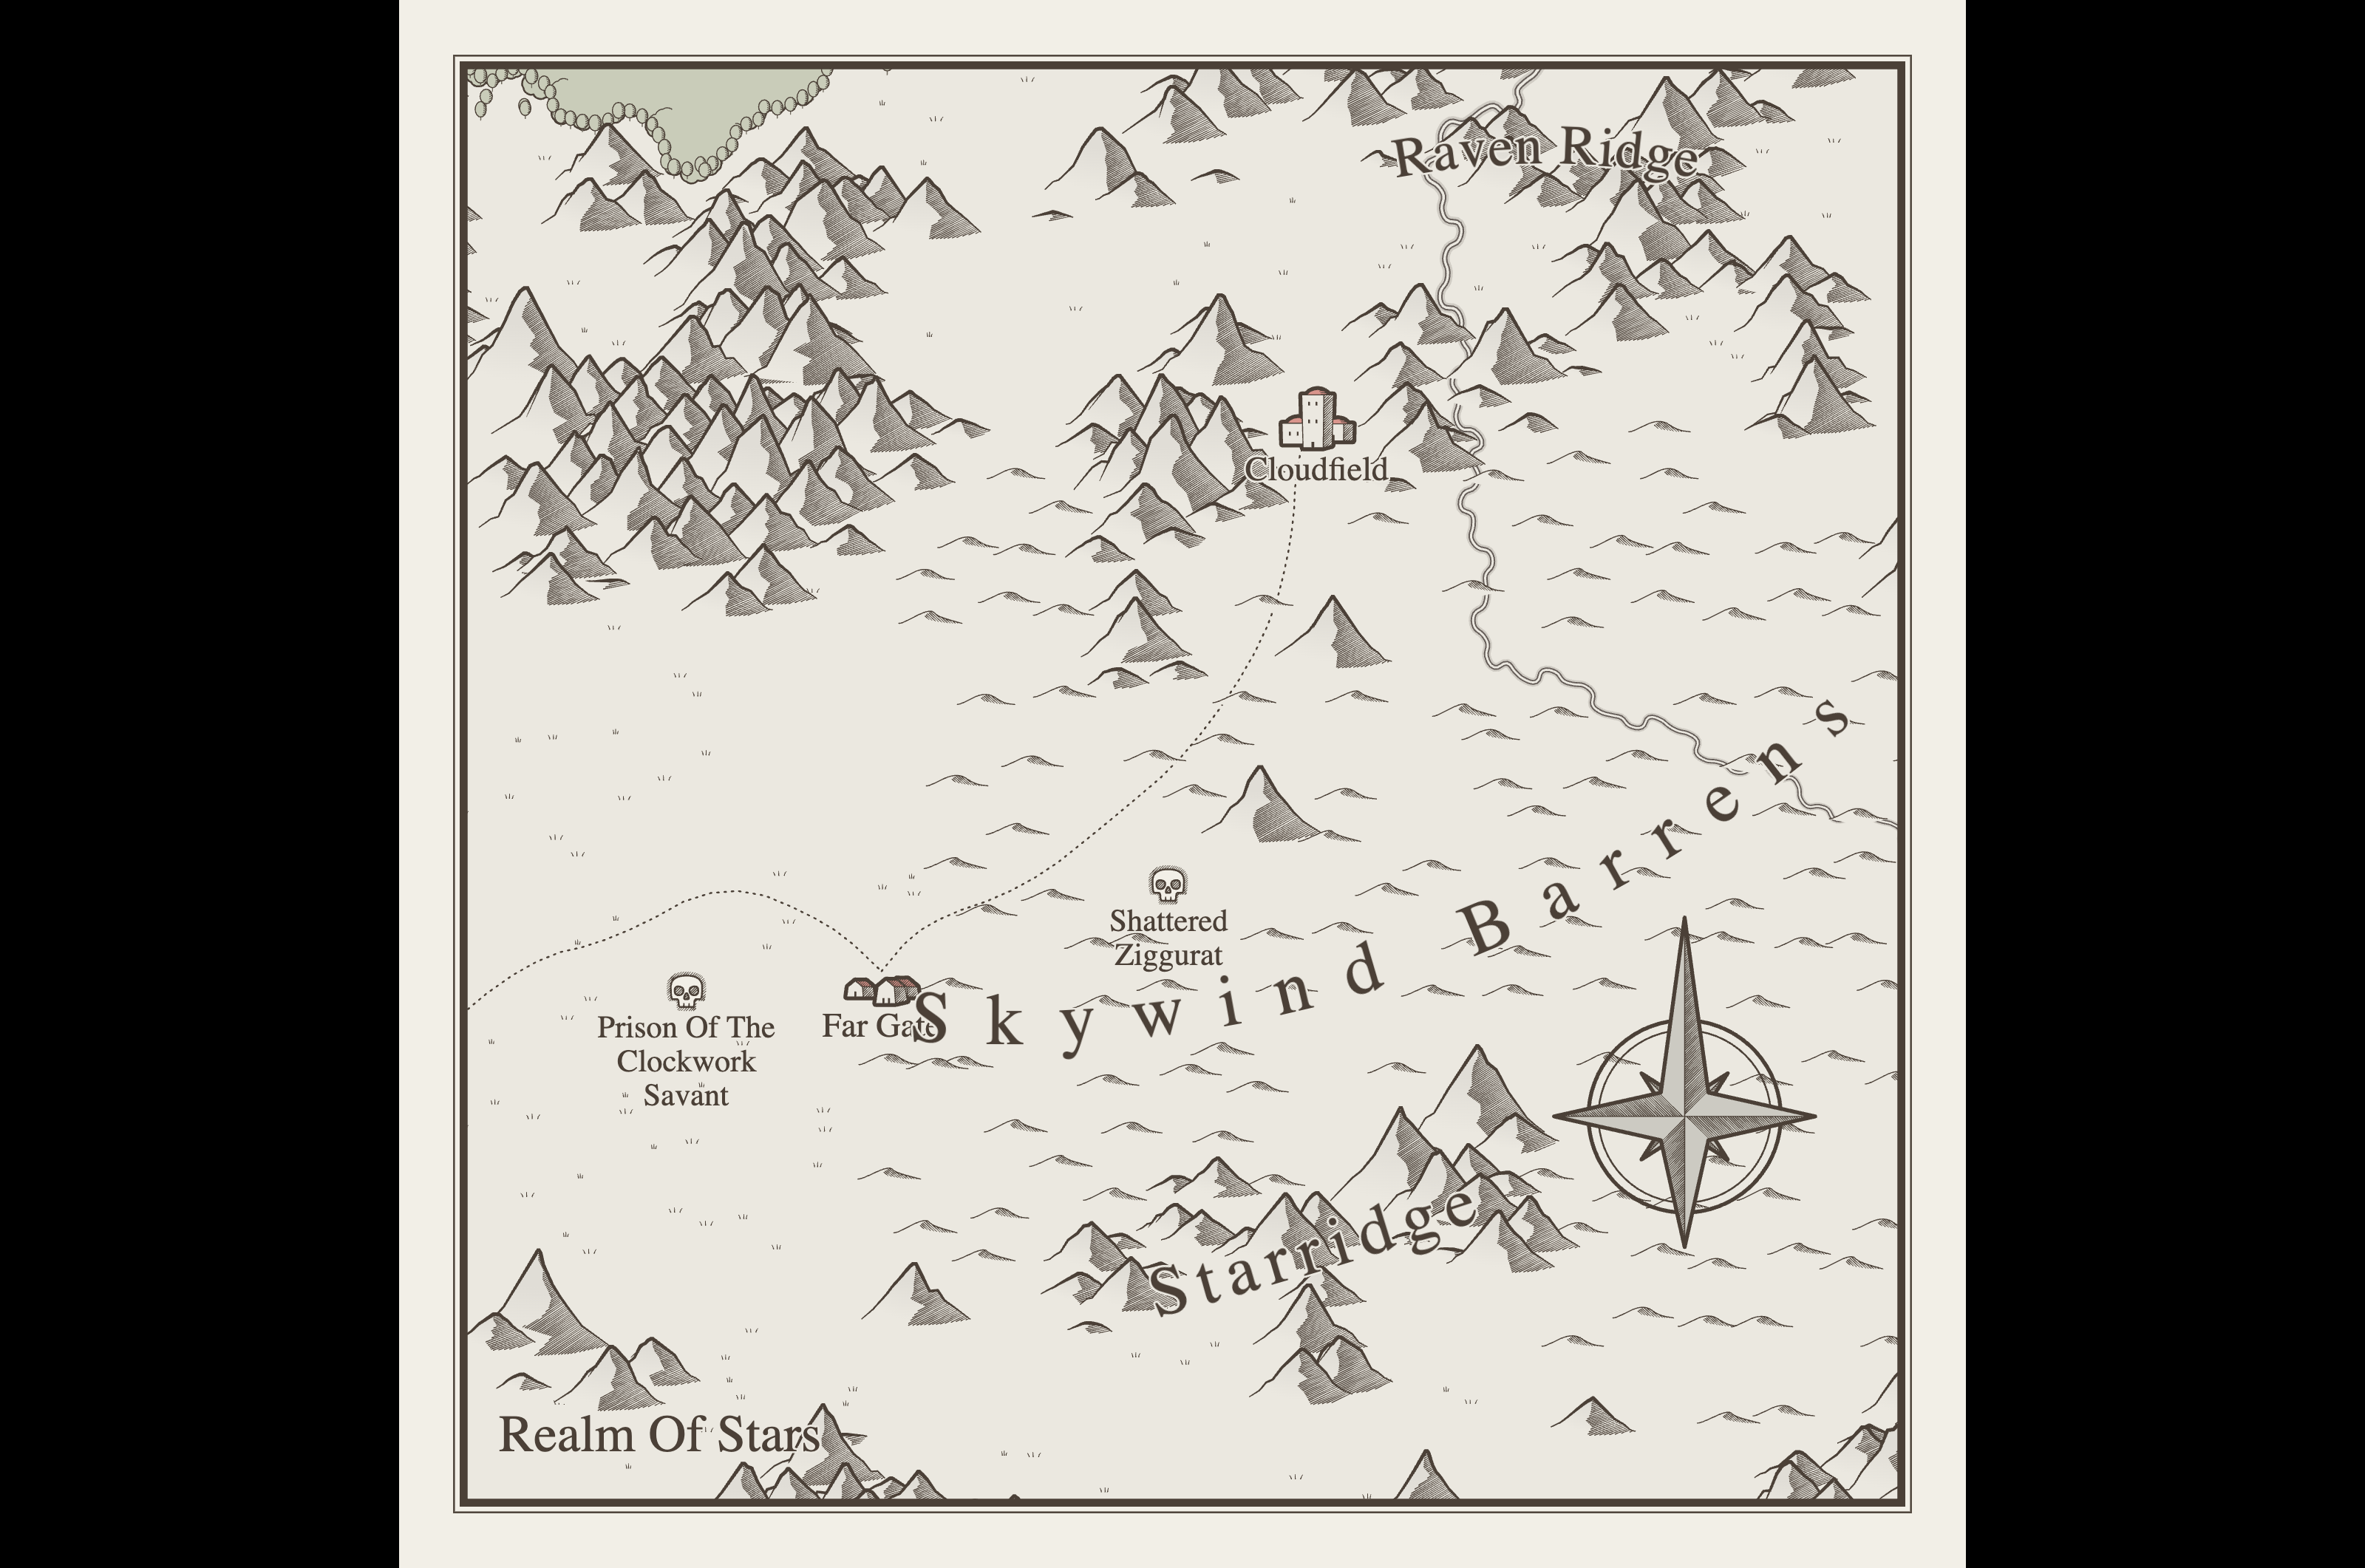 Raven Ridge
Cloudfield
Shattered
Ziggurat
Skywind Barrens
Prison Of The
Clockwork
Savant
Far Gate
Starridge
Realm Of Stars